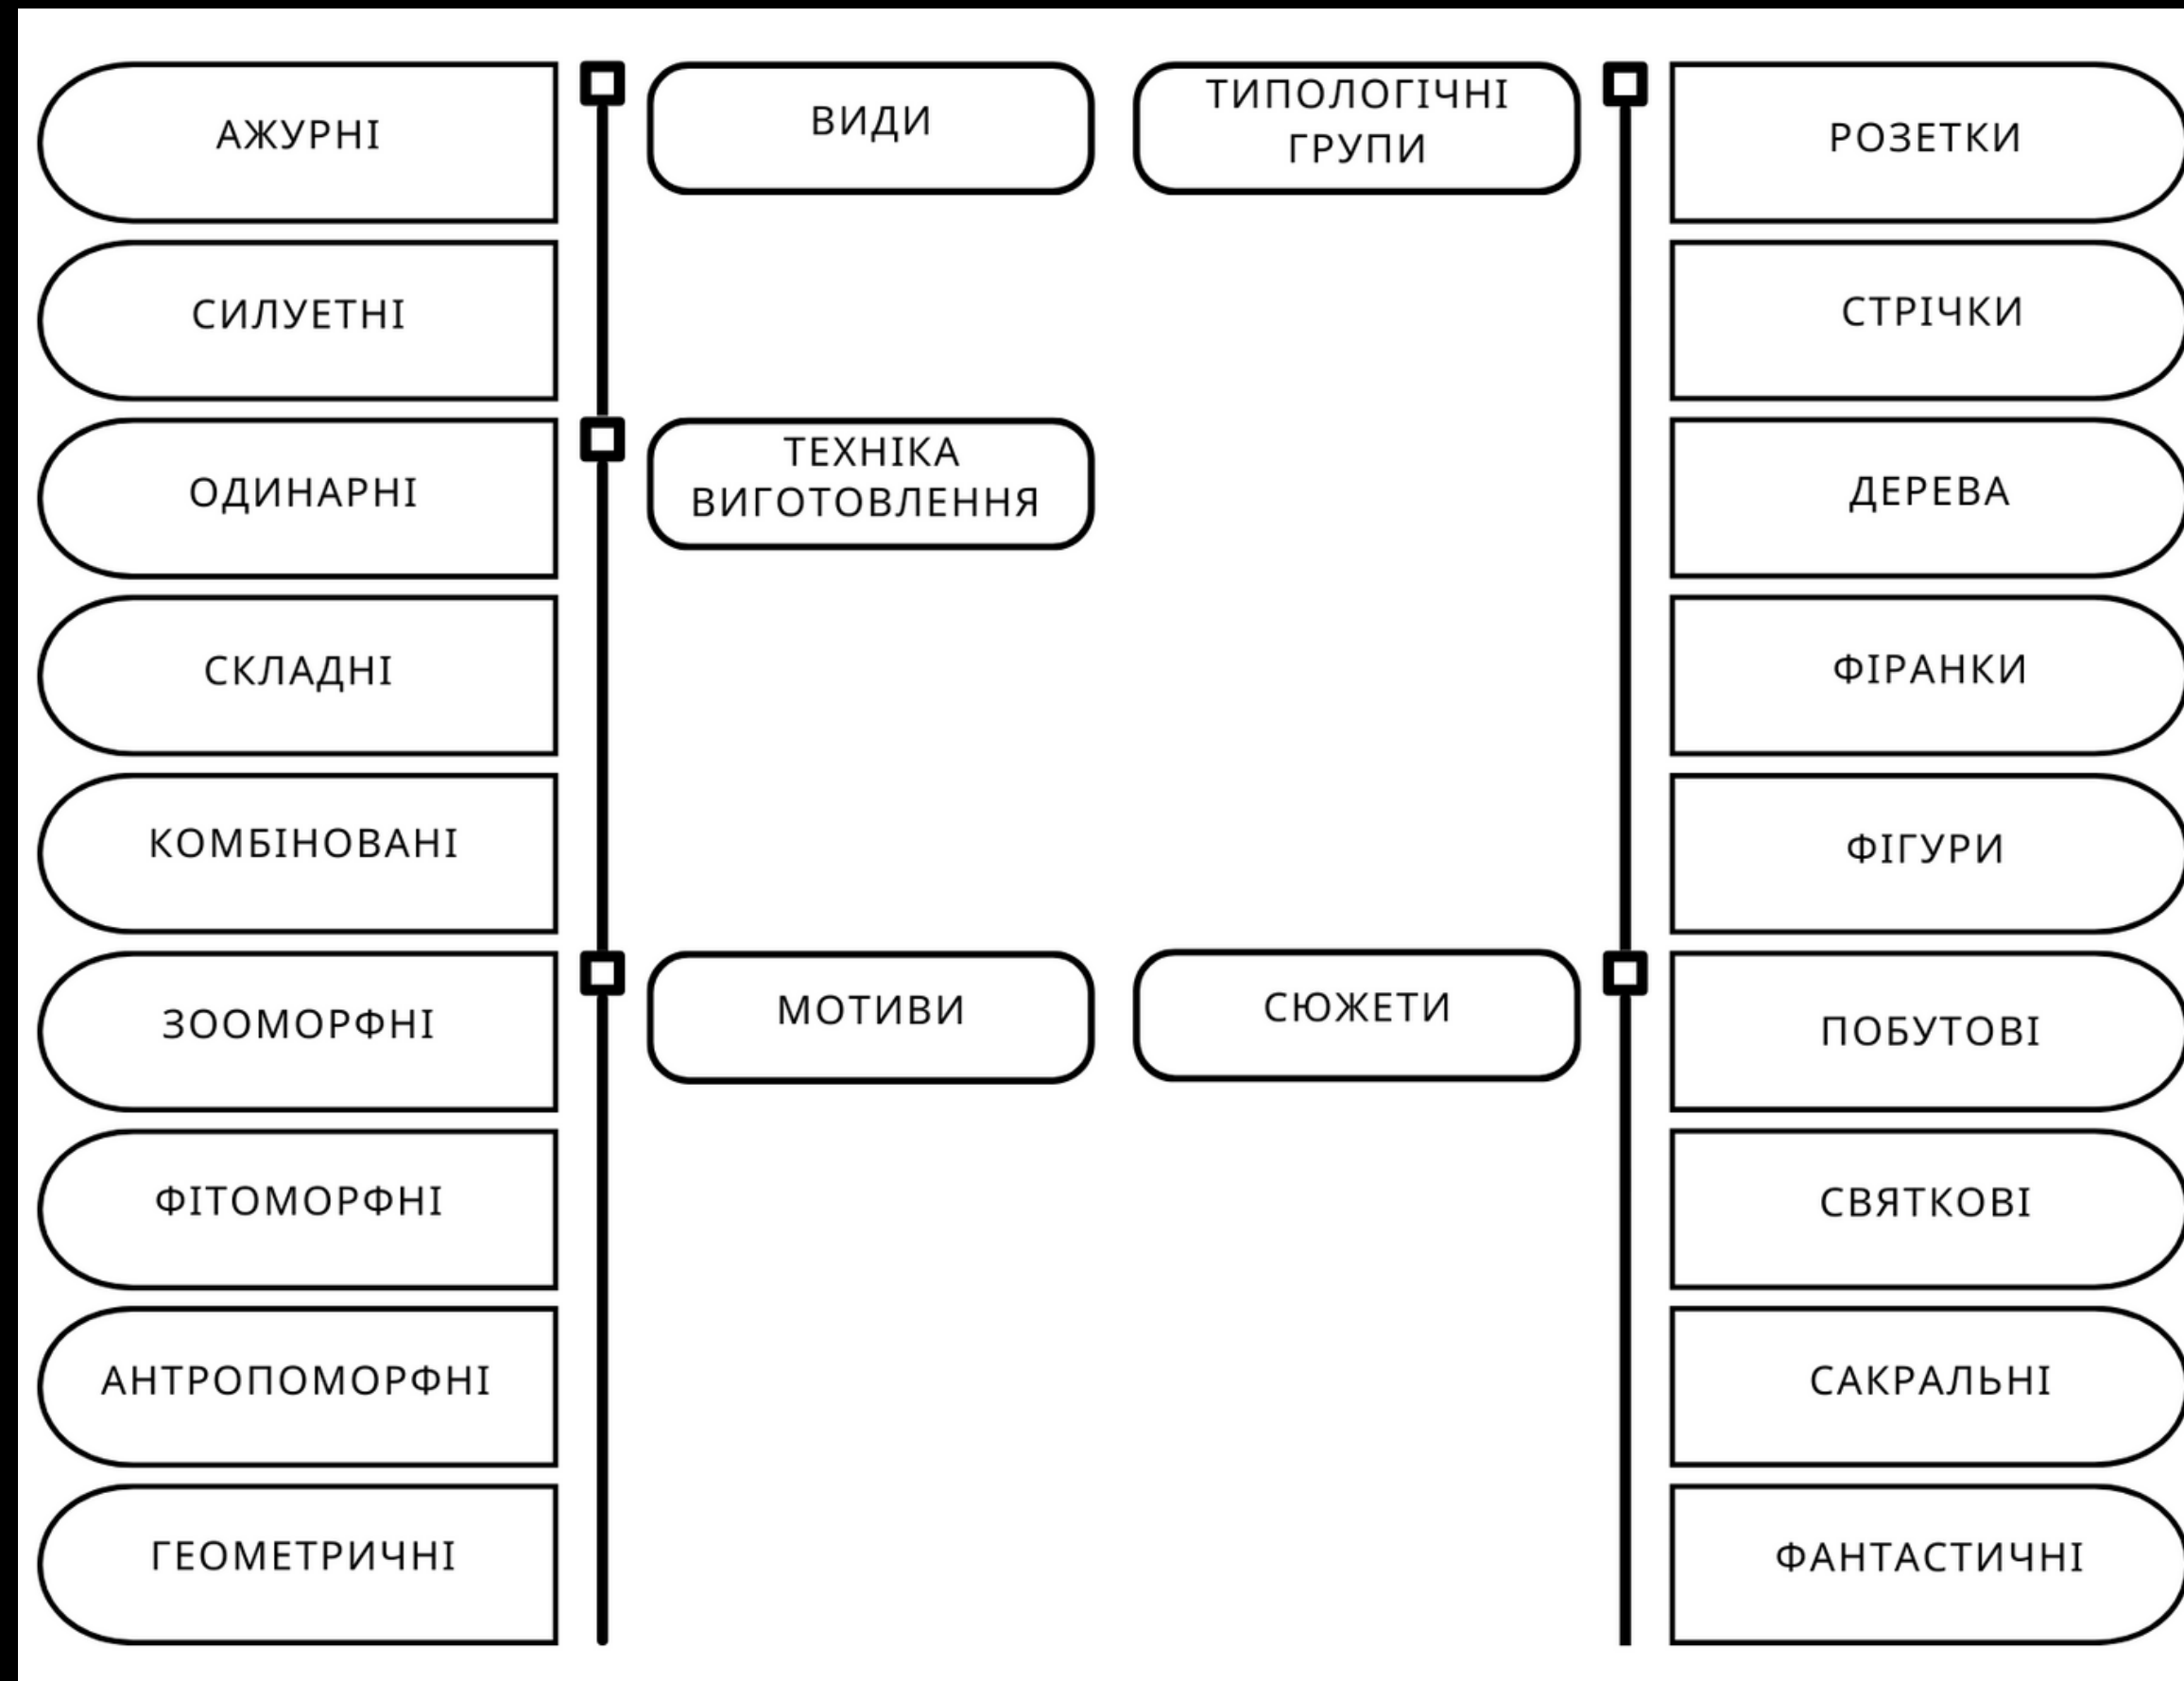 АЖУРНІ
ВИДИ
ТИПОЛОГІЧНІ
ГРУПИ
РОЗЕТКИ
СИЛУЕТНІ
СТРІЧКИ
ОДИНАРНІ
ТЕХНІКА
ВИГОТОВЛЕННЯ
ДЕРЕВА
СКЛАДНІ
ФІРАНКИ
КОМБІНОВАНІ
ФІГУРИ
ЗООМОРФНІ
МОТИВИ
СЮЖЕТИ
ПОБУТОВІ
ФІТОМОРФНІ
СВЯТКОВІ
АНТРОПОМОРФНІ
САКРАЛЬНІ
ГЕОМЕТРИЧНІ
ФАНТАСТИЧНІ